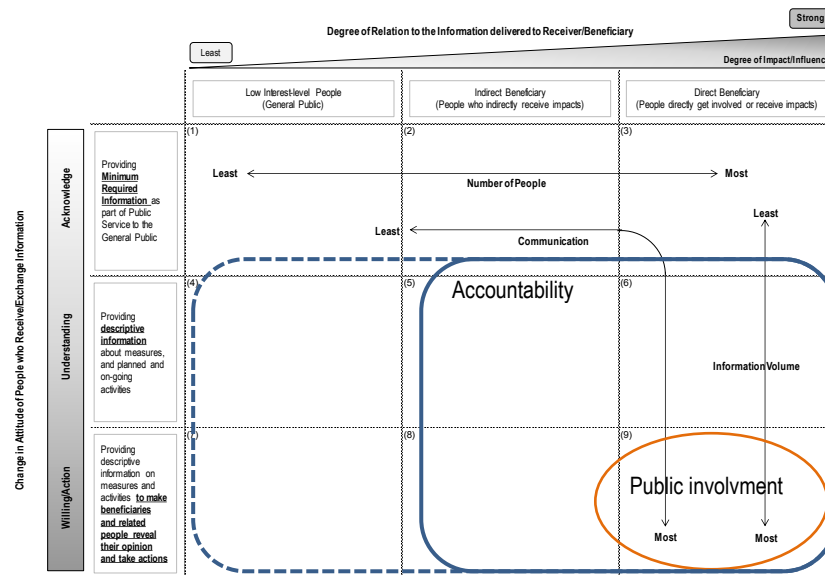 Strong
Degree of Relation to the Information delivered to Receiver/Beneficiary
Least
Degree of Impact/Influenc
Low Interest-level People
(General Public)
Indirect Beneficiary
(People who indirectly receive impacts)
Direct Beneficiary
(People directly get involved or receive impacts)
Change in Attitude of People who Receive/Exchange Information
Acknowledge
Providing
Minimum
Required
Information as
part of Public
Service to the
General Public
(1)
(2)
(3)
Least
Number of People
Most
Least
Communication
Least
Understanding
Providing
descriptive
information
about measures,
and planned and
on-going
activities
(4)
(5)
(6)
Accountability
Information Volume
Willing/Action
Providing
descriptive
information on
measures and
activities to make
beneficiaries
and related
people reveal
their opinion
and take actions
(7)
(8)
(9)
Public involvment
Most
Most